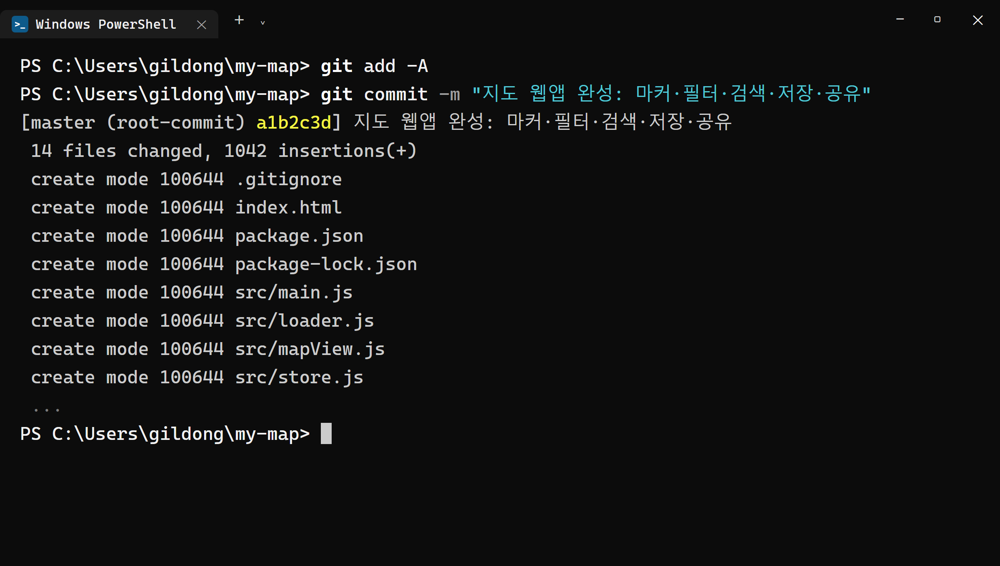 Windows PowerShell
PS C:\Users\gildong\my-map> git add -A
PS C:\Users\gildong\my-map> git commit -m "지도 웹앱 완성: 마커·필터·검색·저장·공유"
[master (root-commit) a1b2c3d] 지도 웹앱 완성: 마커·필터·검색·저장·공유
 14 files changed, 1042 insertions(+)
 create mode 100644 .gitignore
 create mode 100644 index.html
 create mode 100644 package.json
 create mode 100644 package-lock.json
 create mode 100644 src/main.js
 create mode 100644 src/loader.js
 create mode 100644 src/mapView.js
 create mode 100644 src/store.js
 ...
PS C:\Users\gildong\my-map>